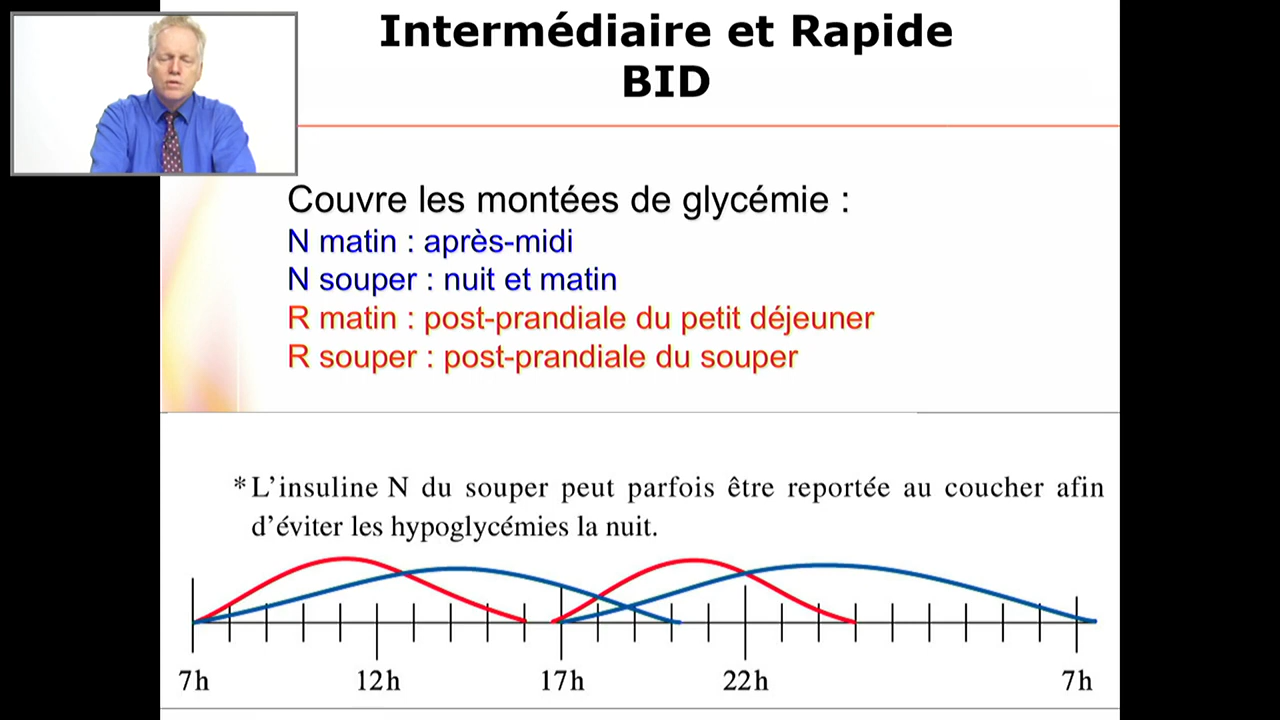 Intermédiaire et Rapide
BID
Couvre les montées de glycémie :
N matin : après-midi
N souper : nuit et matin
R matin : post-prandiale du petit déjeuner
R souper : post-prandiale du souper
*L’insuline N du souper peut parfois être reportée au coucher afin
d’éviter les hypoglycémies la nuit.
7h 12h 17h 22h 7h